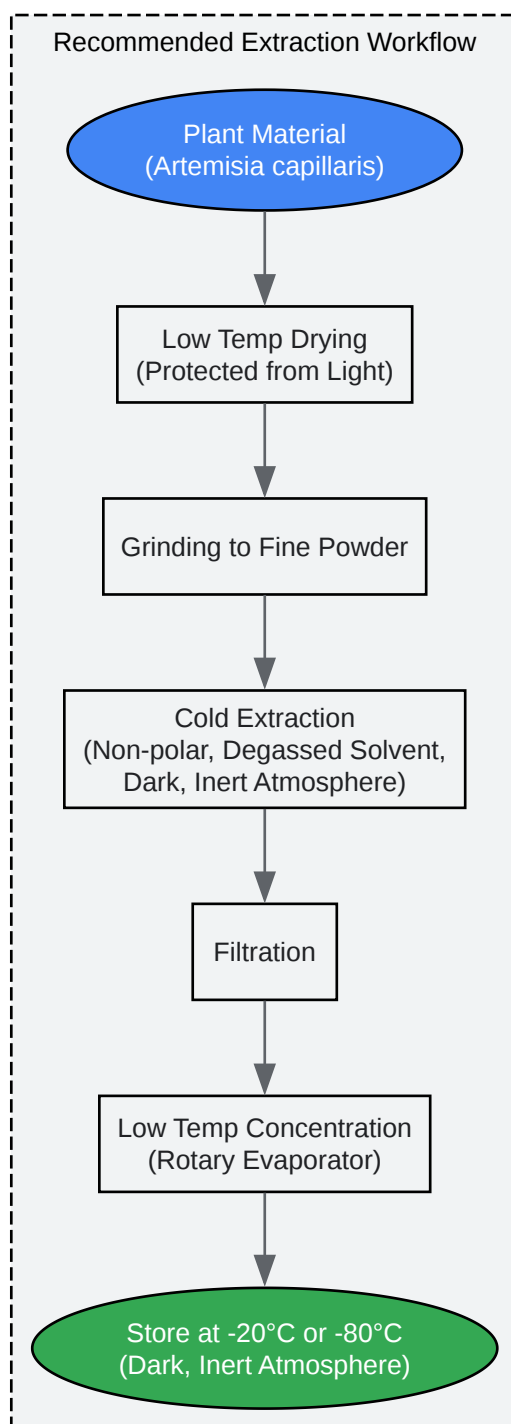 Recommended Extraction Workflow
Plant Material
(Artemisia capillaris)
Low Temp Drying
(Protected from Light)
Grinding to Fine Powder
Cold Extraction
(Non-polar, Degassed Solvent,
Dark, Inert Atmosphere)
Filtration
Low Temp Concentration
(Rotary Evaporator)
Store at -20°C or -80°C
(Dark, Inert Atmosphere)